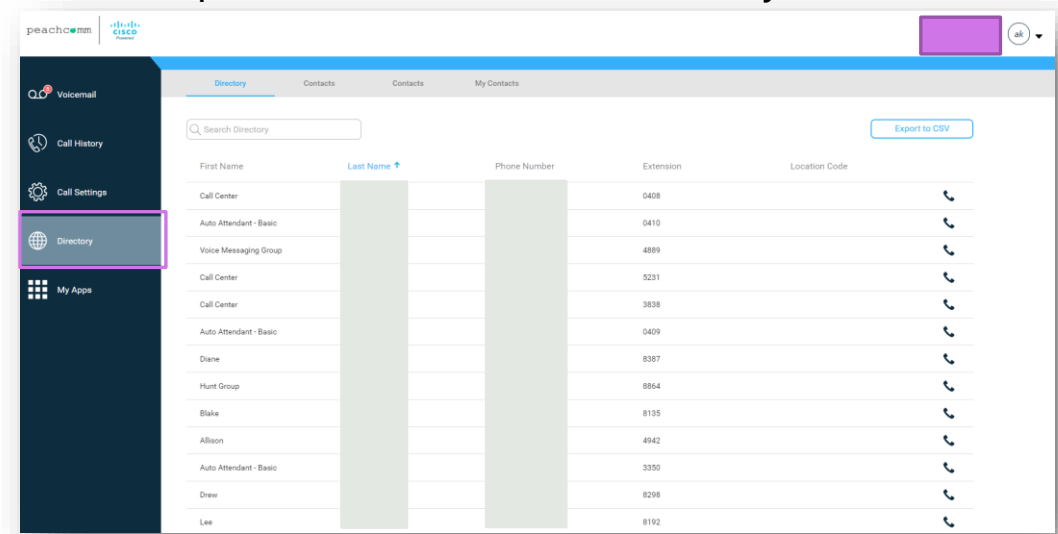 peachcomm
CISCO
Powered
ak
Voicemail
Directory Contacts Contacts My Contacts
Search Directory
Export to CSV
Call History
First Name Last Name Phone Number Extension Location Code
Call Settings
Call Center 0408
Auto Attendant - Basic 0410
Directory
Voice Messaging Group 4889
Call Center 5231
My Apps
Call Center 3838
Auto Attendant - Basic 0409
Diane 8387
Hunt Group 8864
Blake 8135
Allison 4942
Auto Attendant - Basic 3350
Drew 8298
Lee 8192